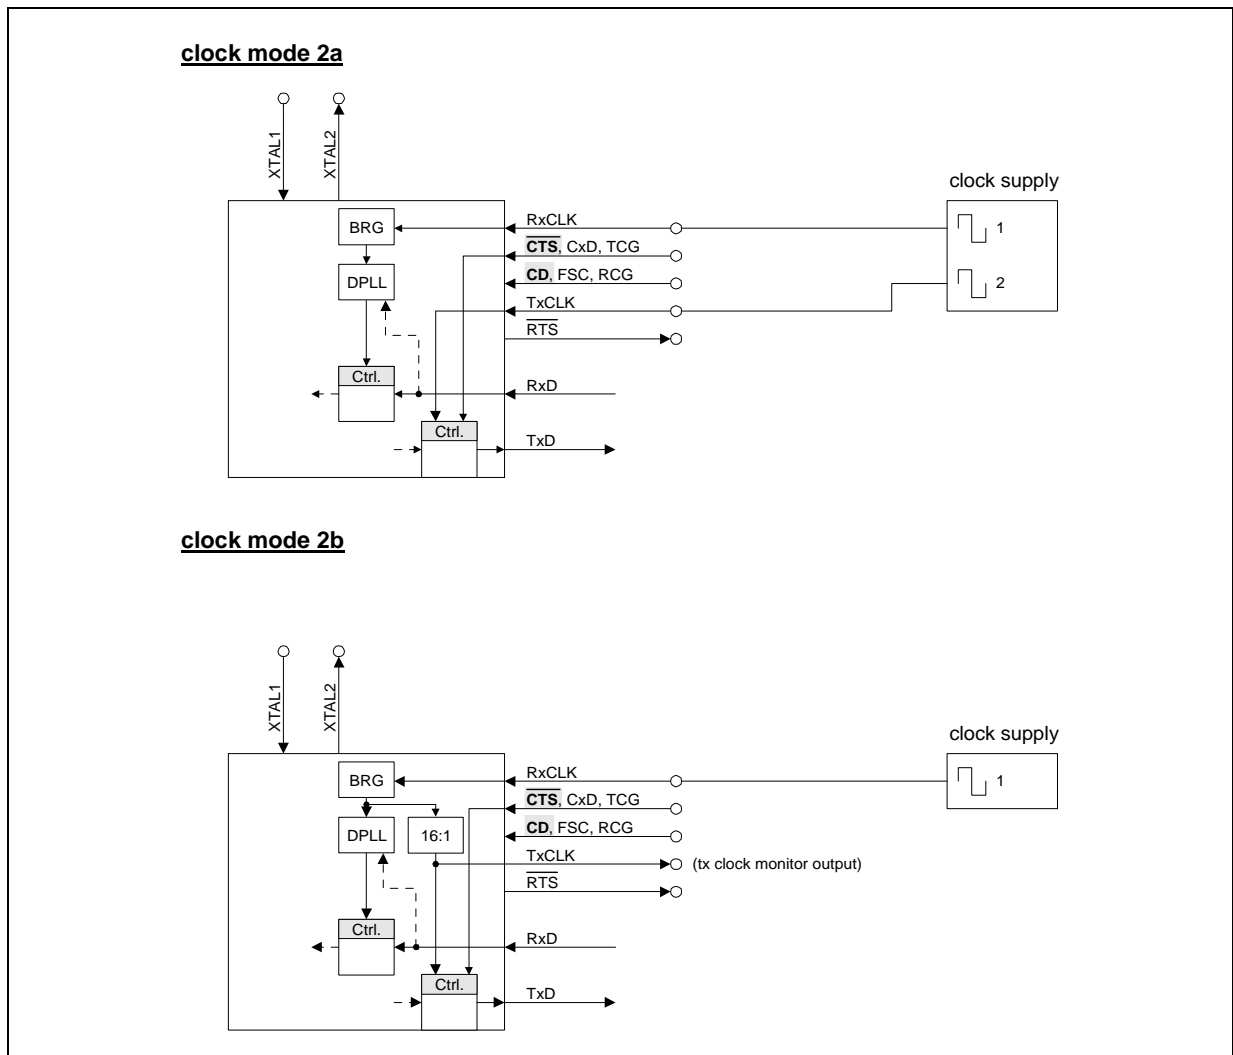 clock mode 2a
XTAL1
XTAL2
clock supply
BRG
RxCLK
1
CTS, CxD, TCG
DPLL
CD, FSC, RCG
2
TxCLK
RTS
Ctrl.
RxD
Ctrl.
TxD
clock mode 2b
XTAL1
XTAL2
clock supply
BRG
RxCLK
1
CTS, CxD, TCG
DPLL
16:1
CD, FSC, RCG
TxCLK
(tx clock monitor output)
RTS
Ctrl.
RxD
Ctrl.
TxD